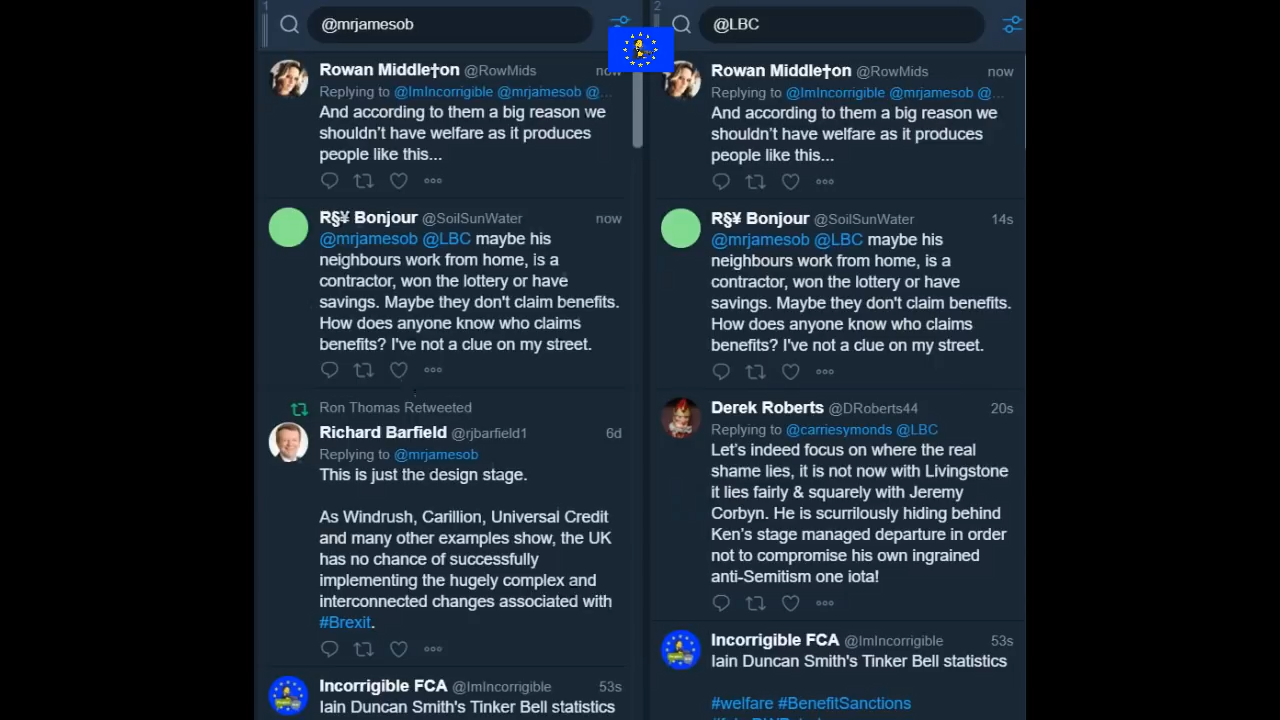 1
@mrjamesob
Rowan Middle†on @RowMids now
Replying to @ImIncorrigible @mrjamesob @...
And according to them a big reason we
shouldn’t have welfare as it produces
people like this...
R§¥ Bonjour @SoilSunWater now
@mrjamesob @LBC maybe his
neighbours work from home, is a
contractor, won the lottery or have
savings. Maybe they don't claim benefits.
How does anyone know who claims
benefits? I've not a clue on my street.
Ron Thomas Retweeted
Richard Barfield @rjbarfield1 6d
Replying to @mrjamesob
This is just the design stage.
As Windrush, Carillion, Universal Credit
and many other examples show, the UK
has no chance of successfully
implementing the hugely complex and
interconnected changes associated with
#Brexit.
Incorrigible FCA @ImIncorrigible 53s
Iain Duncan Smith's Tinker Bell statistics
2
@LBC
Rowan Middle†on @RowMids now
Replying to @ImIncorrigible @mrjamesob @...
And according to them a big reason we
shouldn’t have welfare as it produces
people like this...
R§¥ Bonjour @SoilSunWater 14s
@mrjamesob @LBC maybe his
neighbours work from home, is a
contractor, won the lottery or have
savings. Maybe they don't claim benefits.
How does anyone know who claims
benefits? I've not a clue on my street.
Derek Roberts @DRoberts44 20s
Replying to @carriesymonds @LBC
Let’s indeed focus on where the real
shame lies, it is not now with Livingstone
it lies fairly & squarely with Jeremy
Corbyn. He is scurrilously hiding behind
Ken’s stage managed departure in order
not to compromise his own ingrained
anti-Semitism one iota!
Incorrigible FCA @ImIncorrigible 53s
Iain Duncan Smith's Tinker Bell statistics
#welfare #BenefitSanctions